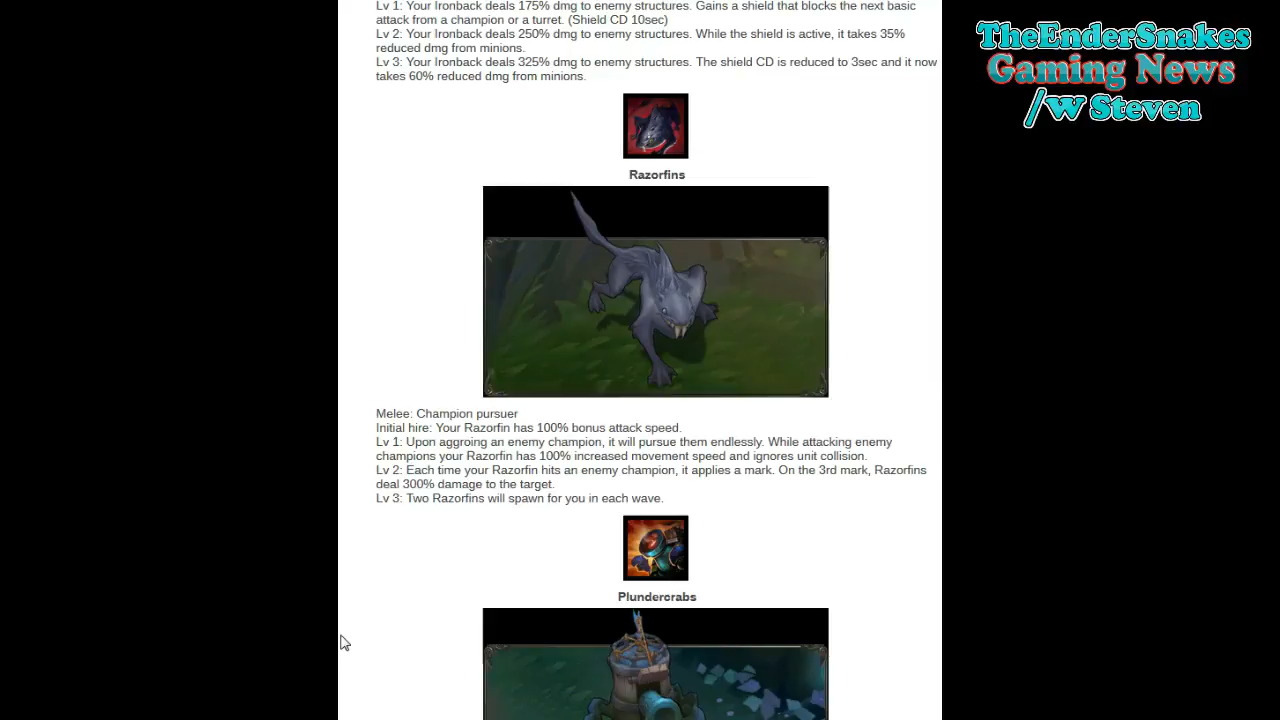 Lv 1: Your Ironback deals 175% dmg to enemy structures. Gains a shield that blocks the next basic
attack from a champion or a turret. (Shield CD 10sec)
Lv 2: Your Ironback deals 250% dmg to enemy structures. While the shield is active, it takes 35%
reduced dmg from minions.
Lv 3: Your Ironback deals 325% dmg to enemy structures. The shield CD is reduced to 3sec and it now
takes 60% reduced dmg from minions.
Razorfins
Melee: Champion pursuer
Initial hire: Your Razorfin has 100% bonus attack speed.
Lv 1: Upon aggroing an enemy champion, it will pursue them endlessly. While attacking enemy
champions your Razorfin has 100% increased movement speed and ignores unit collision.
Lv 2: Each time your Razorfin hits an enemy champion, it applies a mark. On the 3rd mark, Razorfins
deal 300% damage to the target.
Lv 3: Two Razorfins will spawn for you in each wave.
Plundercrabs
TheEnderSnakes
Gaming News
/W Steven